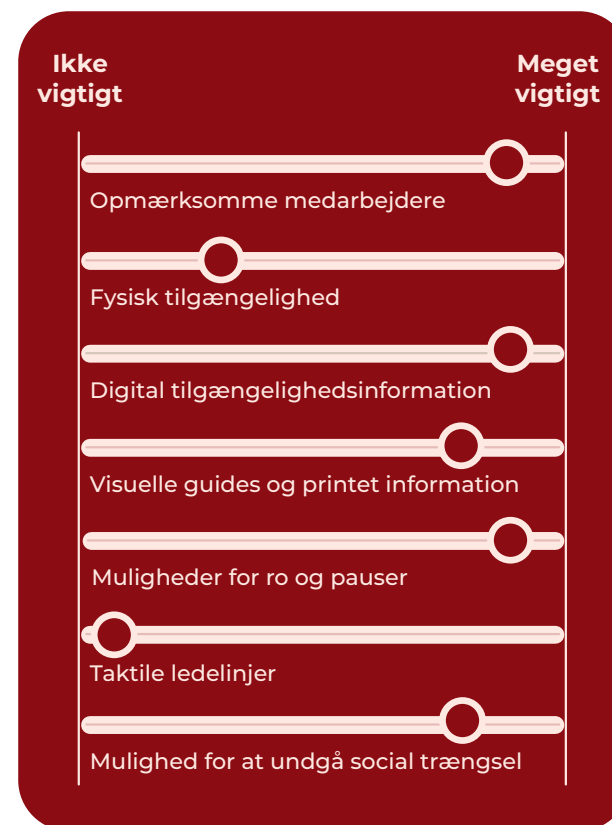 Ikke
vigtigt
Meget
vigtigt
Opmærksomme medarbejdere
Fysisk tilgængelighed
Digital tilgængelighedsinformation
Visuelle guides og printet information
Muligheder for ro og pauser
Taktile ledelinjer
Mulighed for at undgå social trængsel